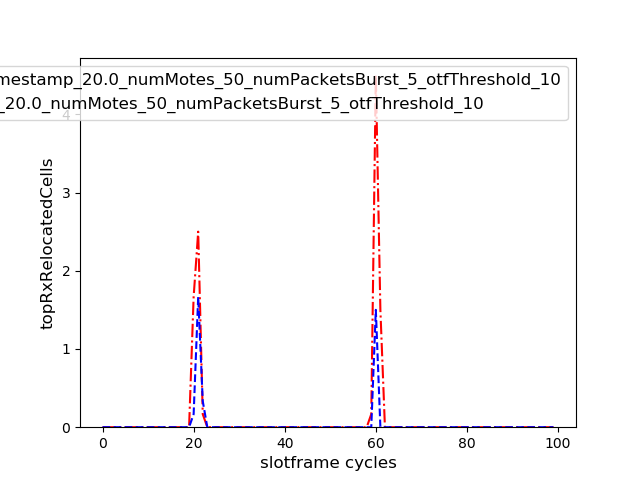 mestamp_20.0_numMotes_50_numPacketsBurst_5_otfThreshold_10
_20.0_numMotes_50_numPacketsBurst_5_otfThreshold_10
4
3
2
1
0
topRxRelocatedCells
0 20 40 60 80 100
slotframe cycles